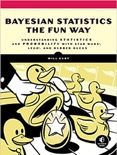 BAYESIAN STATISTICS
THE FUN WAY
UNDERSTANDING STATISTICS
AND PROBABILITY WITH STAR WARS,
LEGO, AND RUBBER DUCKS
WILL KURT